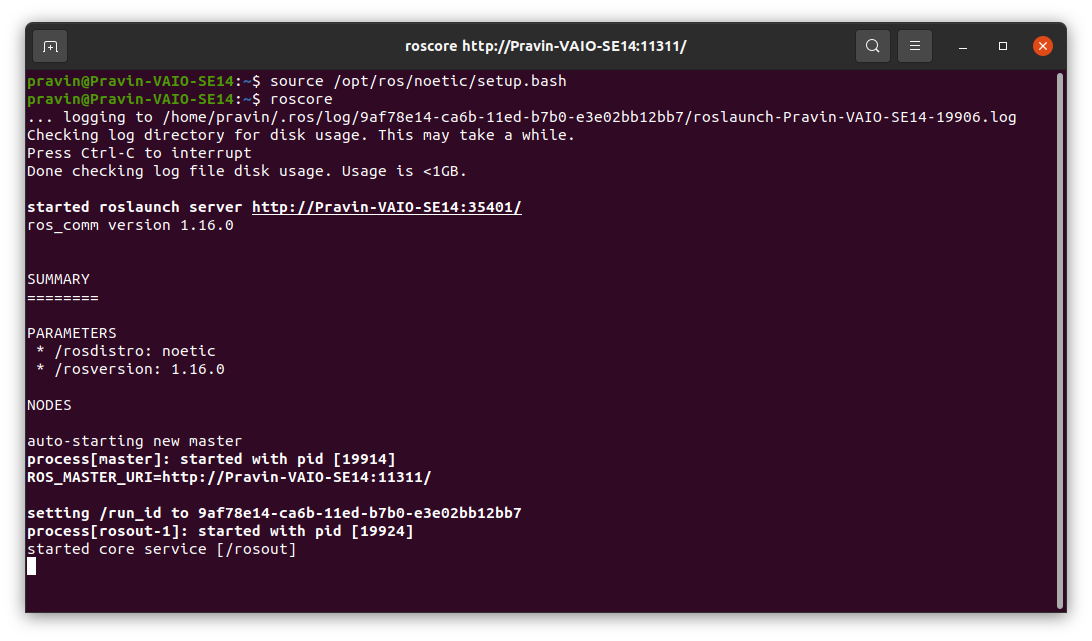 roscore http://Pravin-VAIO-SE14:11311/
pravin@Pravin-VAIO-SE14:~$ source /opt/ros/noetic/setup.bash
pravin@Pravin-VAIO-SE14:~$ roscore
... logging to /home/pravin/.ros/log/9af78e14-ca6b-11ed-b7b0-e3e02bb12bb7/roslaunch-Pravin-VAIO-SE14-19906.log
Checking log directory for disk usage. This may take a while.
Press Ctrl-C to interrupt
Done checking log file disk usage. Usage is <1GB.

started roslaunch server http://Pravin-VAIO-SE14:35401/
ros_comm version 1.16.0


SUMMARY
========

PARAMETERS
 * /rosdistro: noetic
 * /rosversion: 1.16.0

NODES

auto-starting new master
process[master]: started with pid [19914]
ROS_MASTER_URI=http://Pravin-VAIO-SE14:11311/

setting /run_id to 9af78e14-ca6b-11ed-b7b0-e3e02bb12bb7
process[rosout-1]: started with pid [19924]
started core service [/rosout]